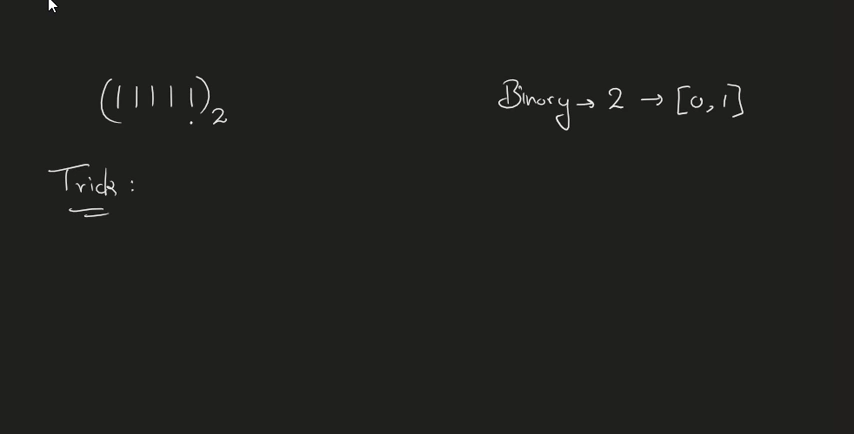 (11111)₂
Binary → 2 → [0,1]
Trick :